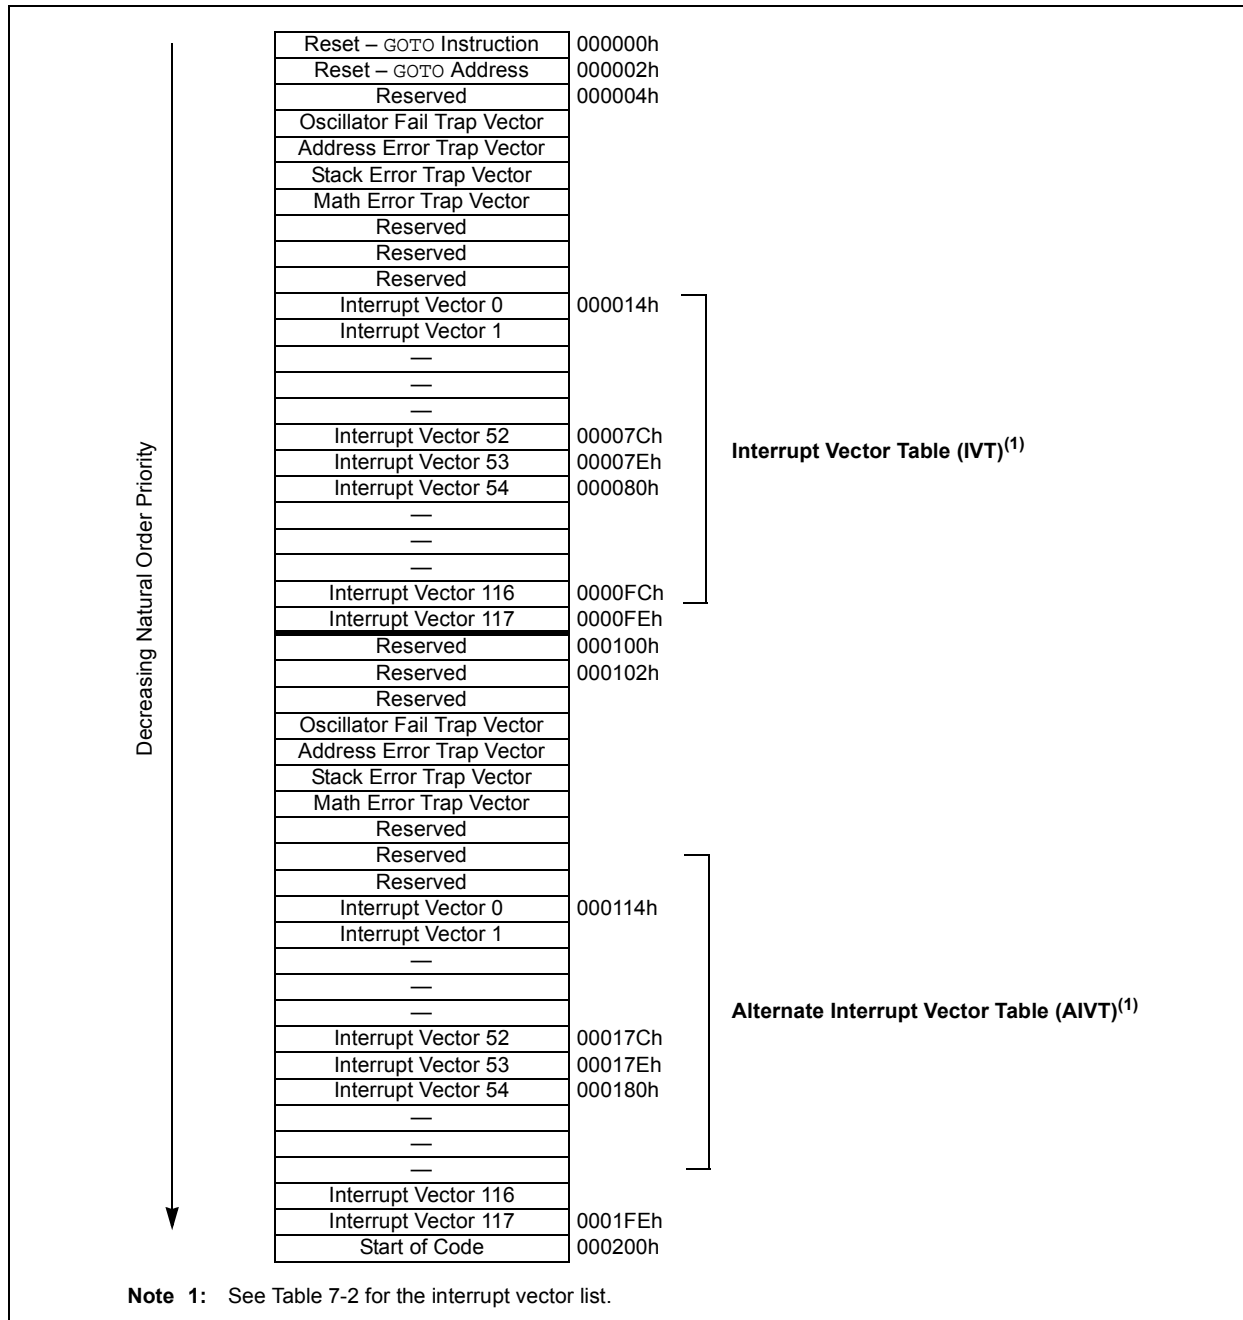 Decreasing Natural Order Priority
Reset – GOTO Instruction 000000h
Reset – GOTO Address 000002h
Reserved 000004h
Oscillator Fail Trap Vector
Address Error Trap Vector
Stack Error Trap Vector
Math Error Trap Vector
Reserved
Reserved
Reserved
Interrupt Vector 0 000014h
Interrupt Vector 1
—
—
—
Interrupt Vector 52 00007Ch
Interrupt Vector 53 00007Eh
Interrupt Vector 54 000080h
—
—
—
Interrupt Vector 116 0000FCh
Interrupt Vector 117 0000FEh
Interrupt Vector Table (IVT)(1)
Reserved 000100h
Reserved 000102h
Reserved
Oscillator Fail Trap Vector
Address Error Trap Vector
Stack Error Trap Vector
Math Error Trap Vector
Reserved
Reserved
Reserved
Interrupt Vector 0 000114h
Interrupt Vector 1
—
—
—
Interrupt Vector 52 00017Ch
Interrupt Vector 53 00017Eh
Interrupt Vector 54 000180h
—
—
—
Interrupt Vector 116
Interrupt Vector 117 0001FEh
Start of Code 000200h
Alternate Interrupt Vector Table (AIVT)(1)
Note 1: See Table 7-2 for the interrupt vector list.